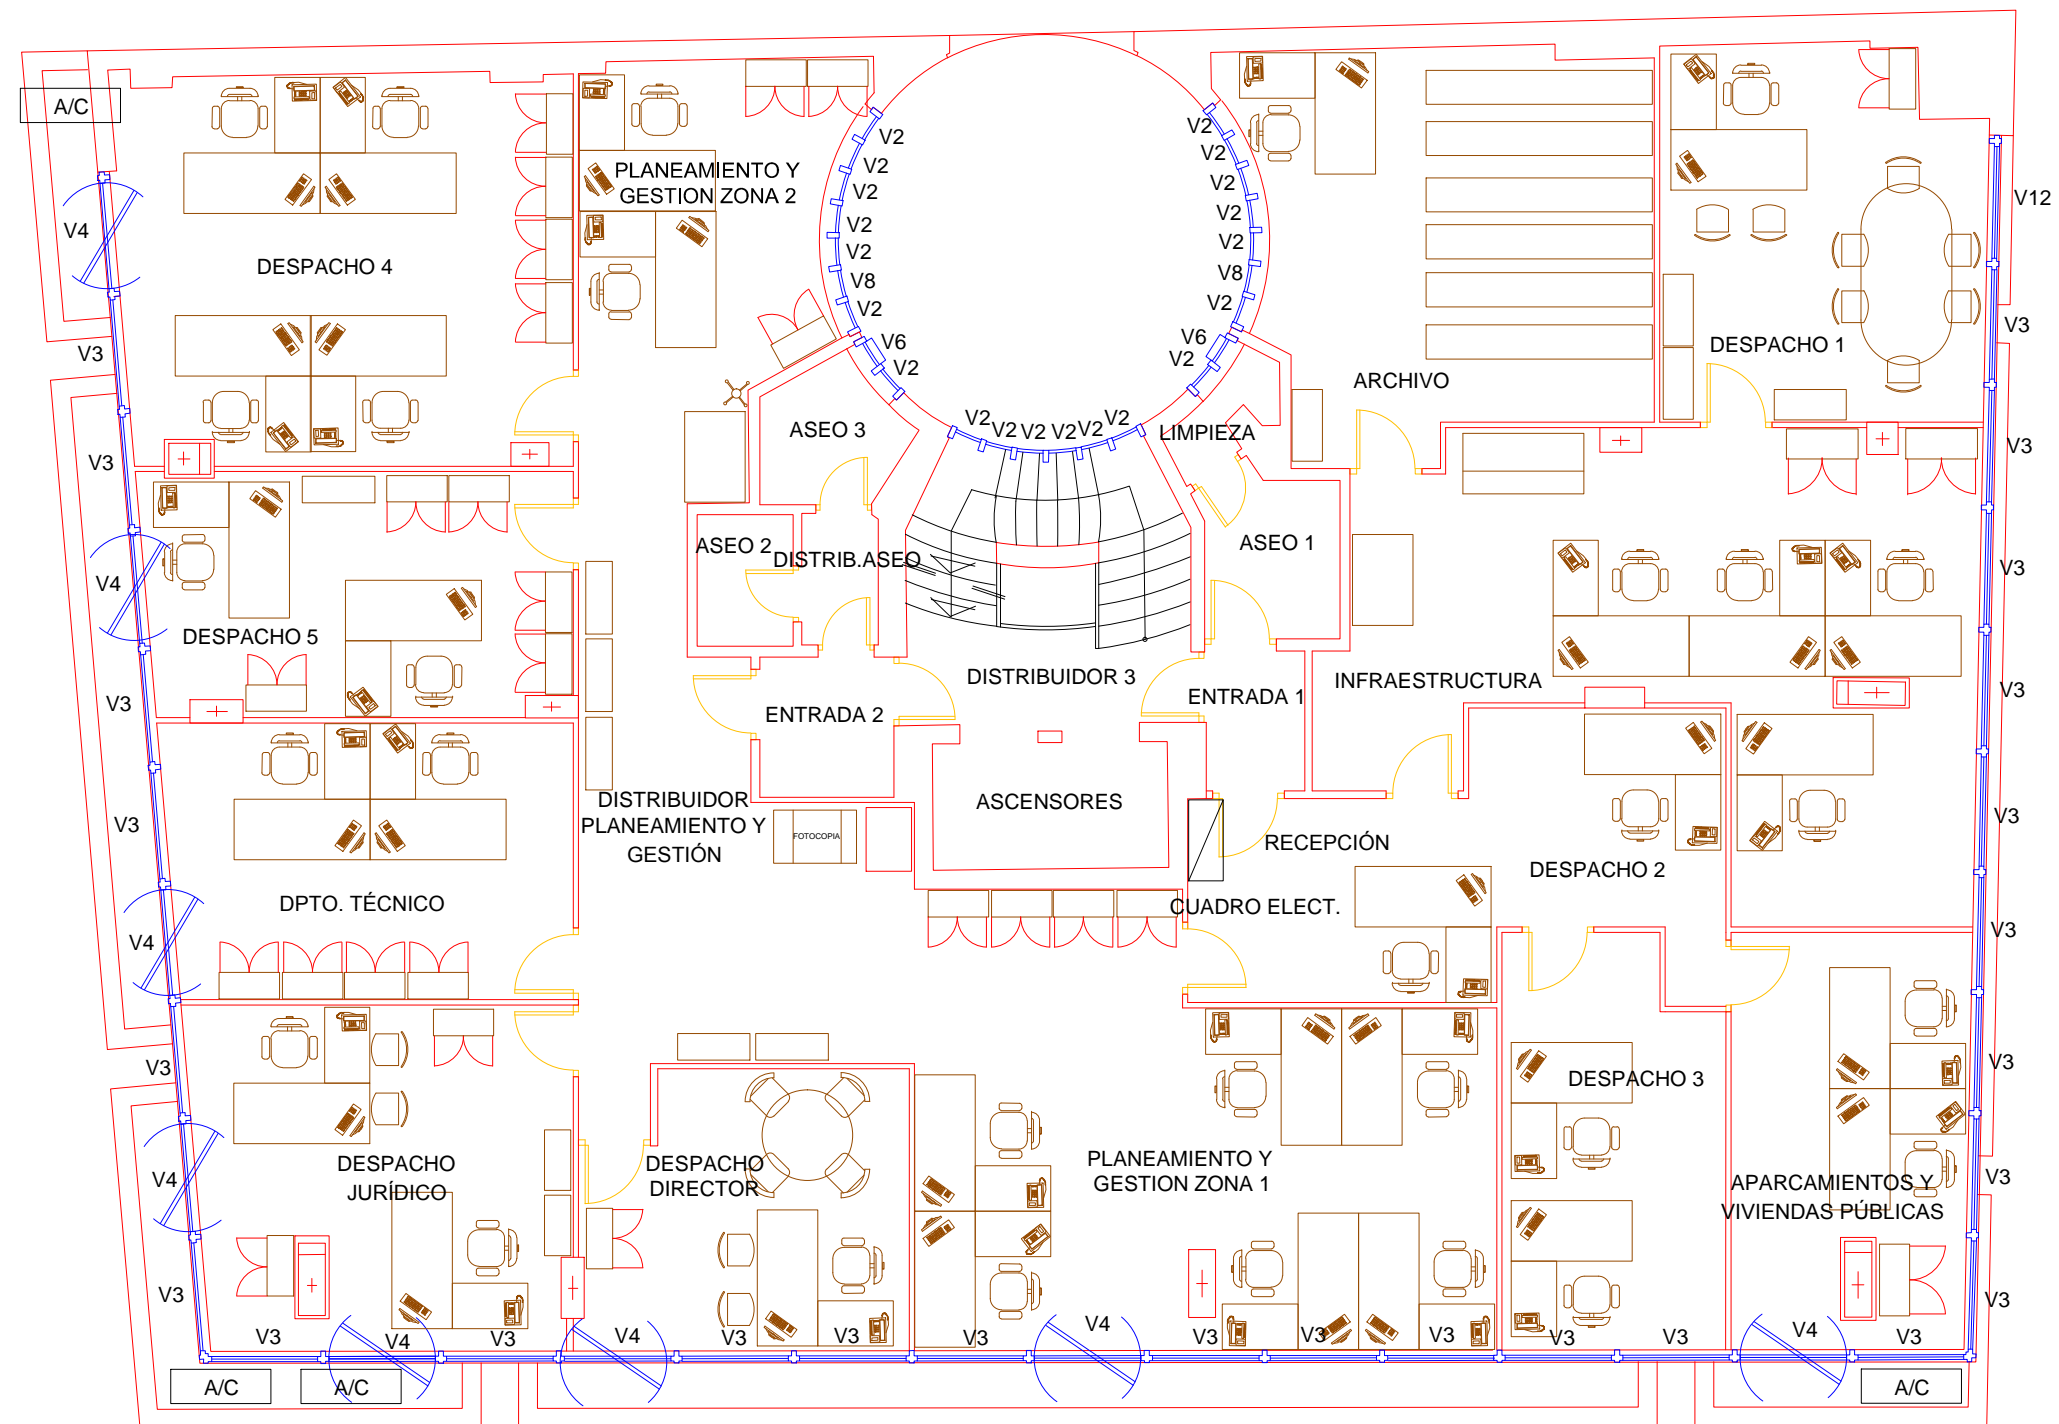 A/C
V2
V2
V2
V2
V2
V8
V2
V6
V2
V2
V2
V2
V2
V2
V8
V2
V6
V2
V12
PLANEAMIENTO Y
GESTION ZONA 2
V4
DESPACHO 4
V3
V3
DESPACHO 1
ARCHIVO
V3
ASEO 3
V2
V2
V2
V2
V2
V2
LIMPIEZA
V3
V3
ASEO 2
DISTRIB.ASEO
ASEO 1
V3
V4
DESPACHO 5
DISTRIBUIDOR 3
INFRAESTRUCTURA
V3
V3
ENTRADA 2
ENTRADA 1
DISTRIBUIDOR
PLANEAMIENTO Y
GESTIÓN
FOTOCOPIA
ASCENSORES
RECEPCIÓN
V3
V3
DESPACHO 2
DPTO. TÉCNICO
CUADRO ELECT.
V4
V3
V3
V3
DESPACHO 3
DESPACHO
JURÍDICO
V4
DESPACHO
DIRECTOR
PLANEAMIENTO Y
GESTION ZONA 1
APARCAMIENTOS Y
VIVIENDAS PÚBLICAS
V3
V3
V3
V3
V4
V3
V4
V3
V3
V3
V4
V3
V3
V3
V3
V3
V4
V3
A/C
A/C
A/C